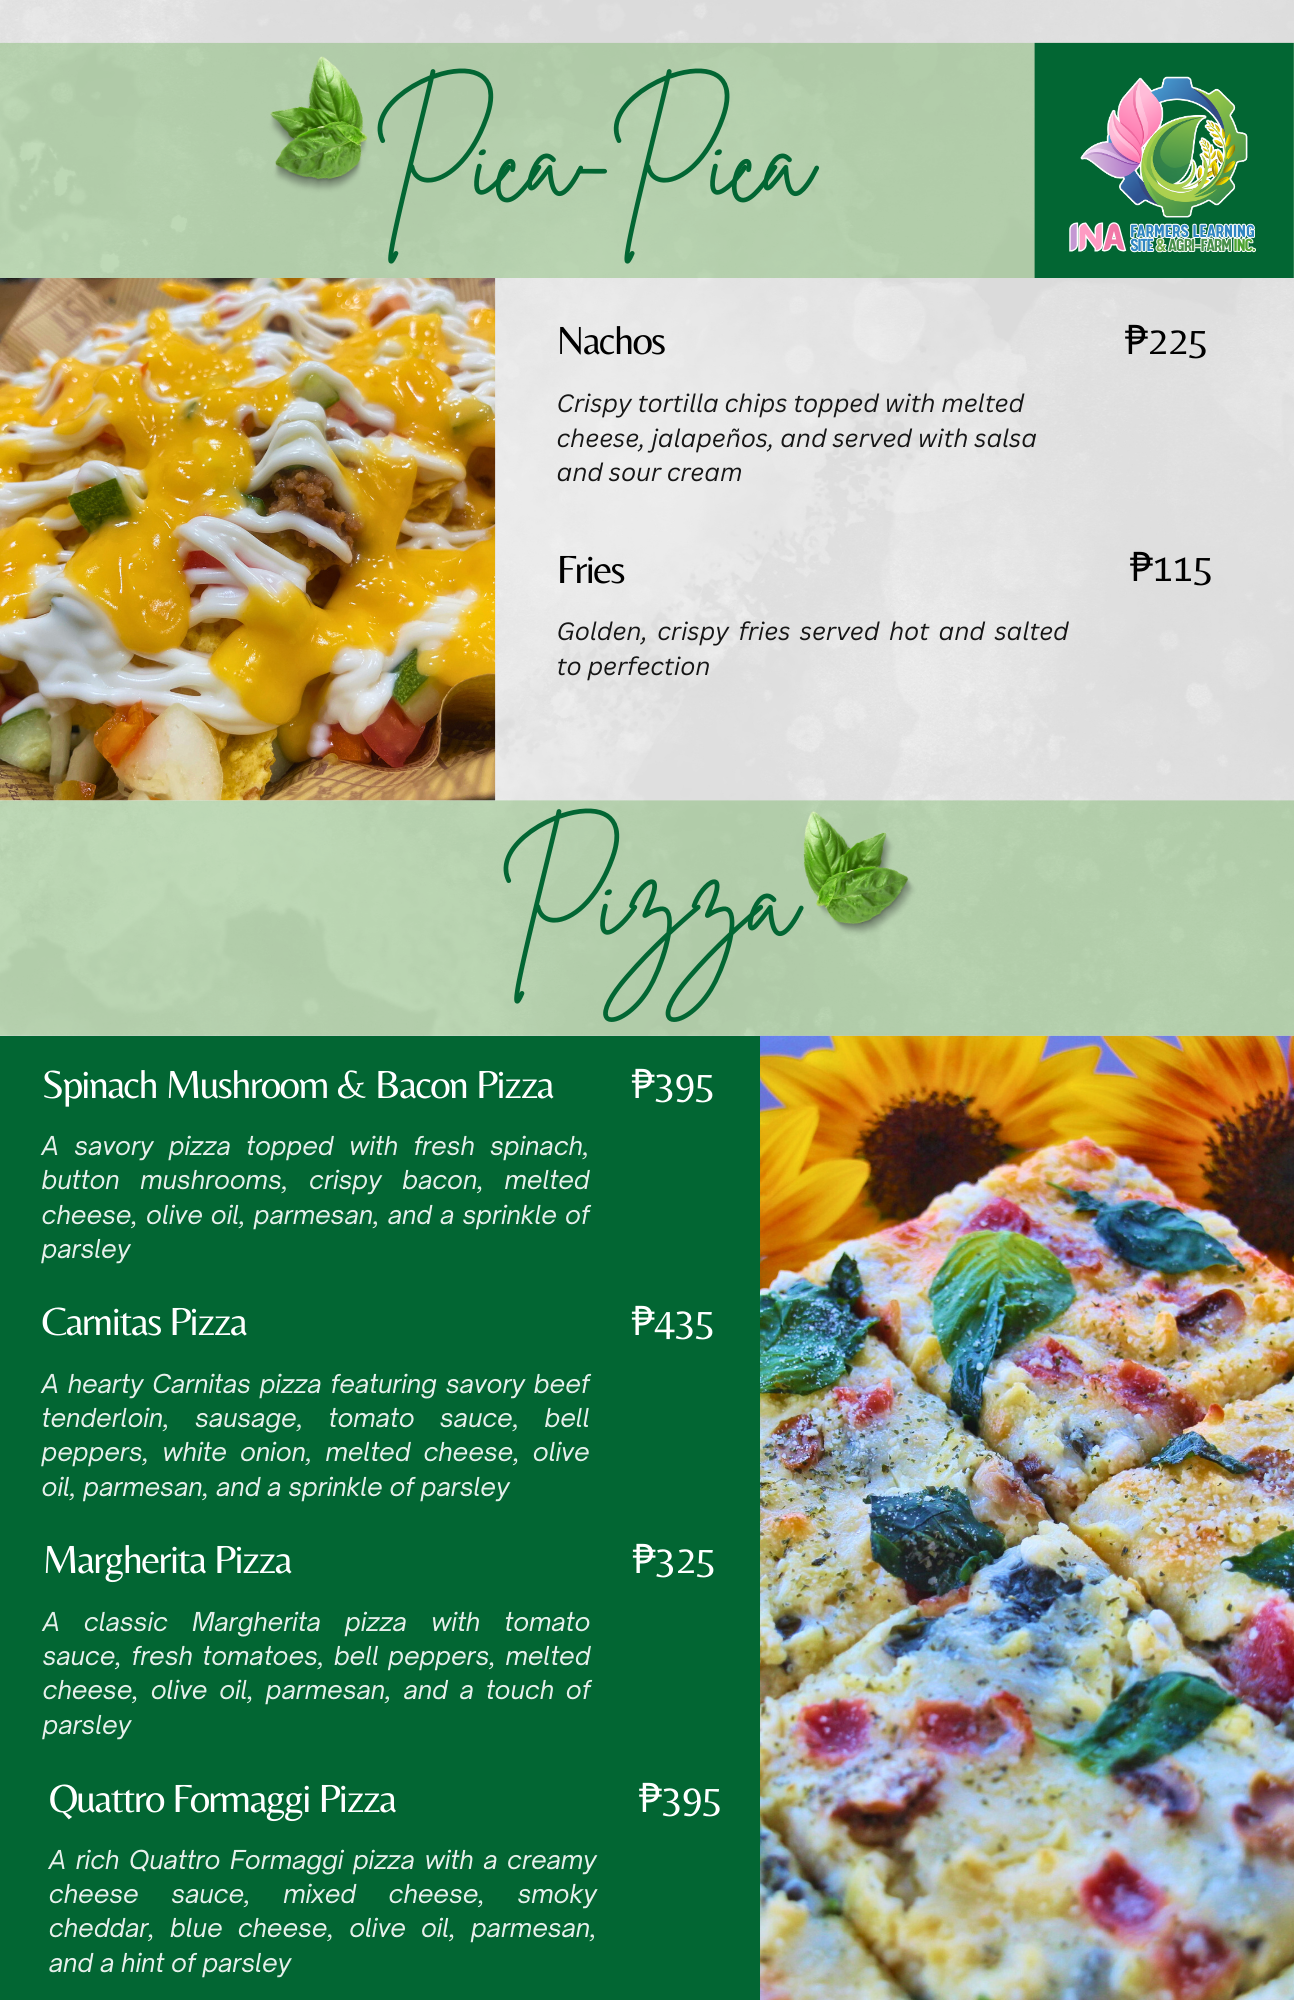 Pica-Pica
INA FARMERS LEARNING
SITE & AGRI-FARM INC.
Nachos ₱225
Crispy tortilla chips topped with melted
cheese, jalapeños, and served with salsa
and sour cream
Fries ₱115
Golden, crispy fries served hot and salted
to perfection
Pizza
Spinach Mushroom & Bacon Pizza ₱395
A savory pizza topped with fresh spinach,
button mushrooms, crispy bacon, melted
cheese, olive oil, parmesan, and a sprinkle of
parsley
Carnitas Pizza ₱435
A hearty Carnitas pizza featuring savory beef
tenderloin, sausage, tomato sauce, bell
peppers, white onion, melted cheese, olive
oil, parmesan, and a sprinkle of parsley
Margherita Pizza ₱325
A classic Margherita pizza with tomato
sauce, fresh tomatoes, bell peppers, melted
cheese, olive oil, parmesan, and a touch of
parsley
Quattro Formaggi Pizza ₱395
A rich Quattro Formaggi pizza with a creamy
cheese sauce, mixed cheese, smoky
cheddar, blue cheese, olive oil, parmesan,
and a hint of parsley